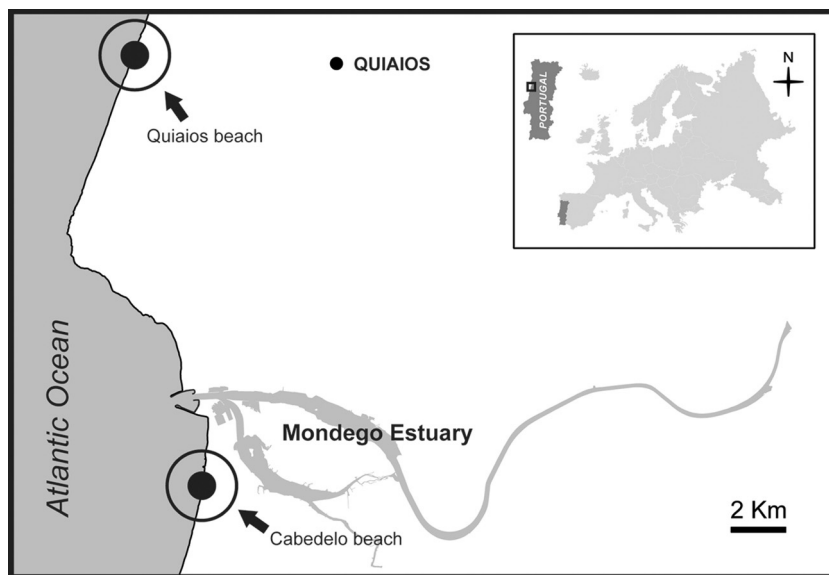 QUIAIOS
N
PORTUGAL
Quiaios beach
Atlantic Ocean
Mondego Estuary
2 Km
Cabedelo beach